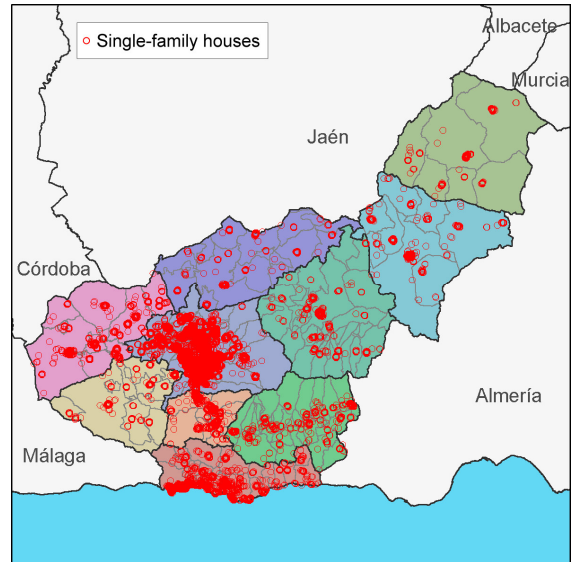 Albacete
Single-family houses
Murcia
Jaén
Córdoba
Almería
Málaga